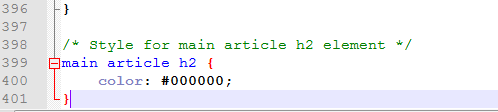 396 }
397
398 /* Style for main article h2 element */
399 main article h2 {
400 color: #000000;
401 }